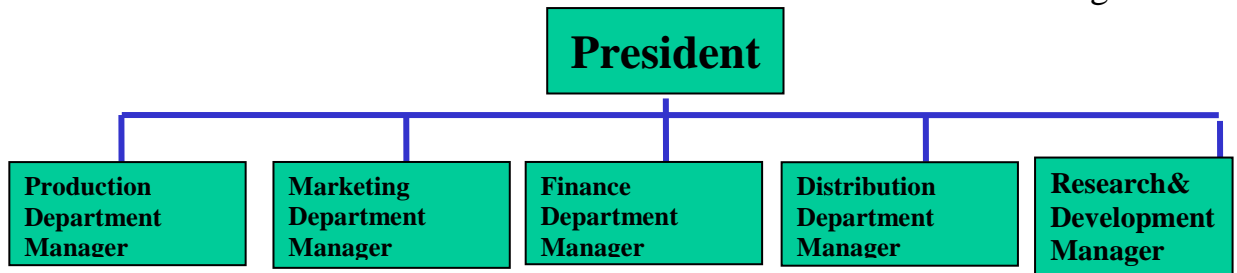 President
Production
Department
Manager
Marketing
Department
Manager
Finance
Department
Manager
Distribution
Department
Manager
Research&
Development
Manager